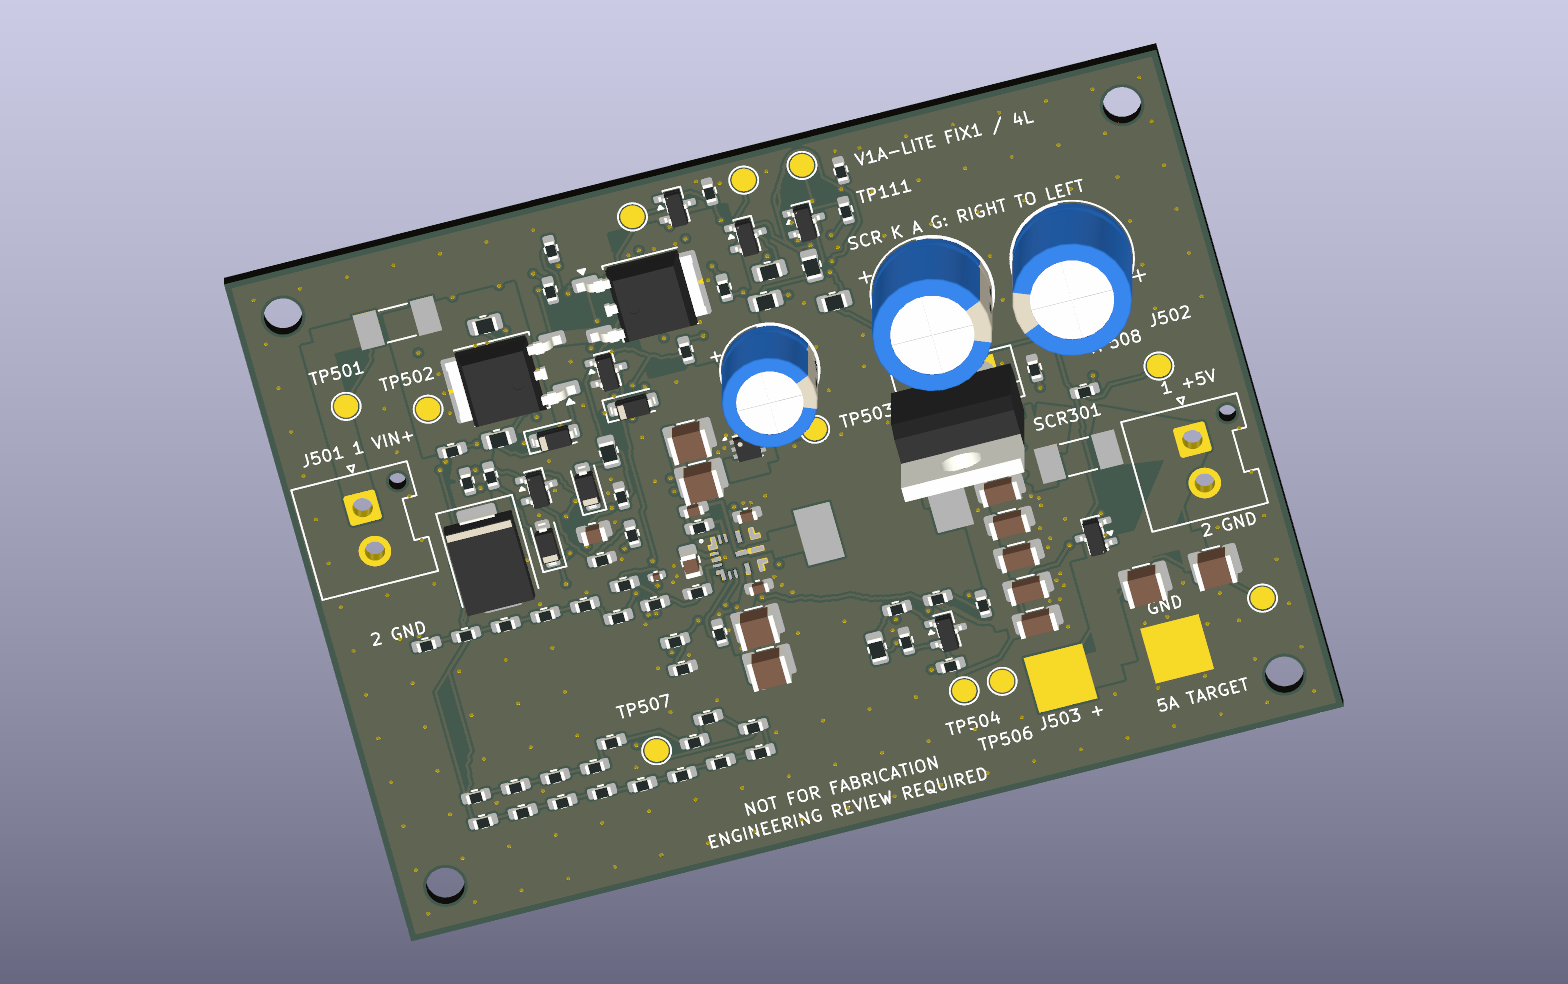 V1A-LITE FIX1 / 4L
TP111
SCR K A G: RIGHT TO LEFT
+
+
J502
P508
1 +5V
TP501
TP502
+
TP503
SCR301
J501 1 VIN+
2 GND
2 GND
GND
TP507
5A TARGET
TP504
J503 +
TP506
NOT FOR FABRICATION
ENGINEERING REVIEW REQUIRED